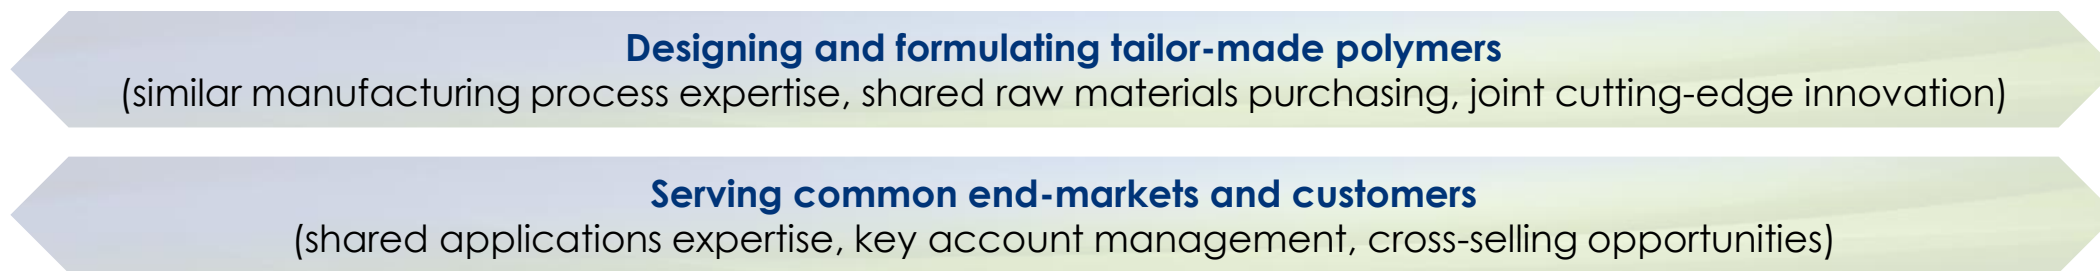 Designing and formulating tailor-made polymers
(similar manufacturing process expertise, shared raw materials purchasing, joint cutting-edge innovation)
Serving common end-markets and customers
(shared applications expertise, key account management, cross-selling opportunities)